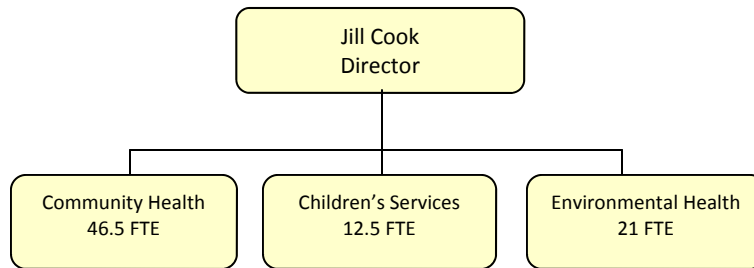 Jill Cook
Director
Community Health
46.5 FTE
Children’s Services
12.5 FTE
Environmental Health
21 FTE